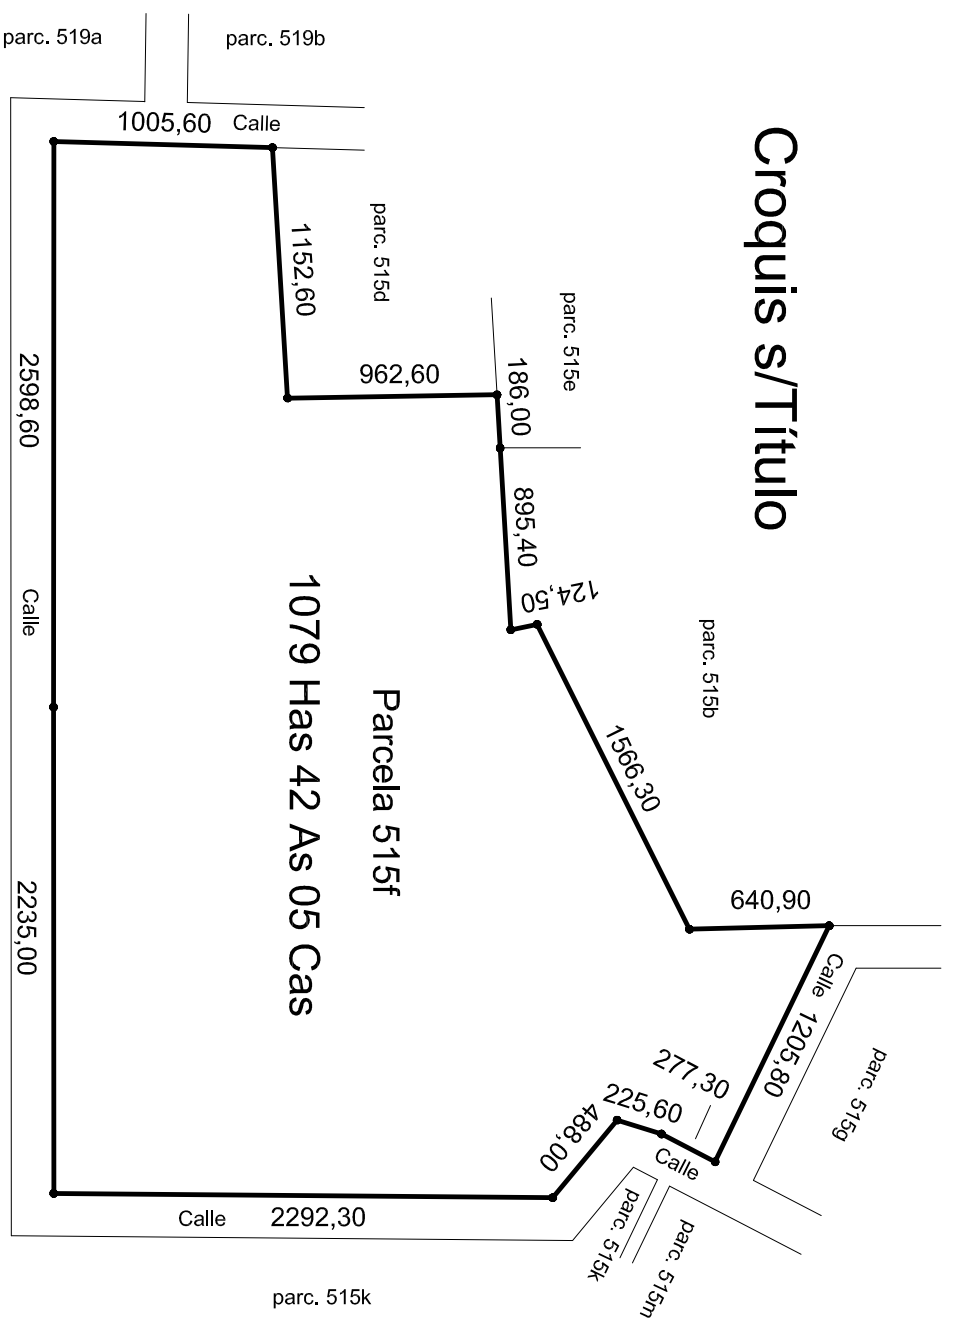 parc. 519a
parc. 519b
1005,60
Calle
Croquis s/Título
parc. 515d
1152,60
parc. 515e
186,00
962,60
2598,60
895,40
124,50
Calle
parc. 515b
1566,30
Parcela 515f
1079 Has 42 As 05 Cas
640,90
2235,00
Calle
1205,80
parc. 515g
277,30
225,60
488,00
Calle
Calle
2292,30
parc. 515k
parc. 515m
parc. 515k